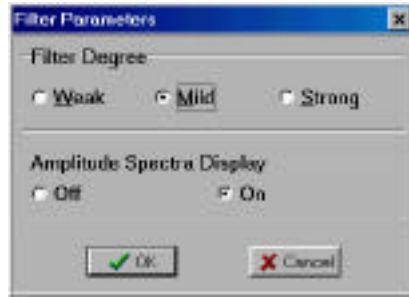 Filter Parameters
Filter Degree
Weak Mild Strong
Amplitude Spectra Display
Off On
OK Cancel